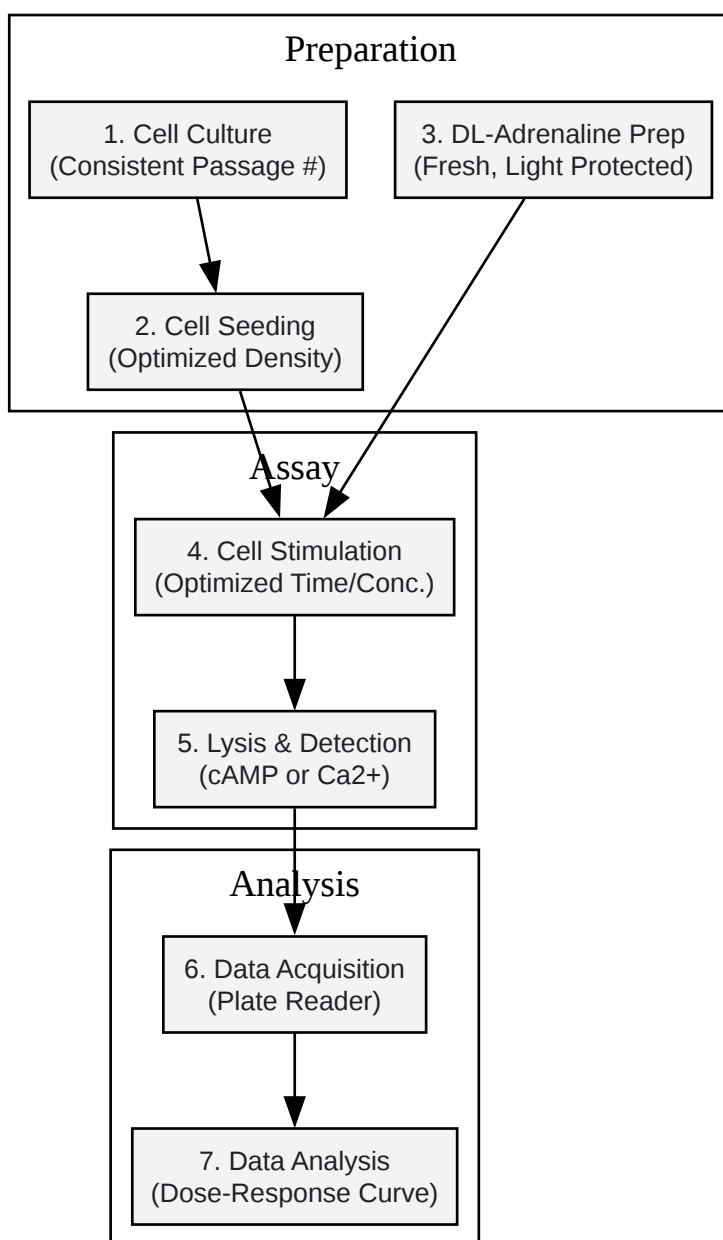 Preparation
1. Cell Culture
(Consistent Passage #)
3. DL-Adrenaline Prep
(Fresh, Light Protected)
2. Cell Seeding
(Optimized Density)
Assay
4. Cell Stimulation
(Optimized Time/Conc.)
5. Lysis & Detection
(cAMP or Ca2+)
Analysis
6. Data Acquisition
(Plate Reader)
7. Data Analysis
(Dose-Response Curve)